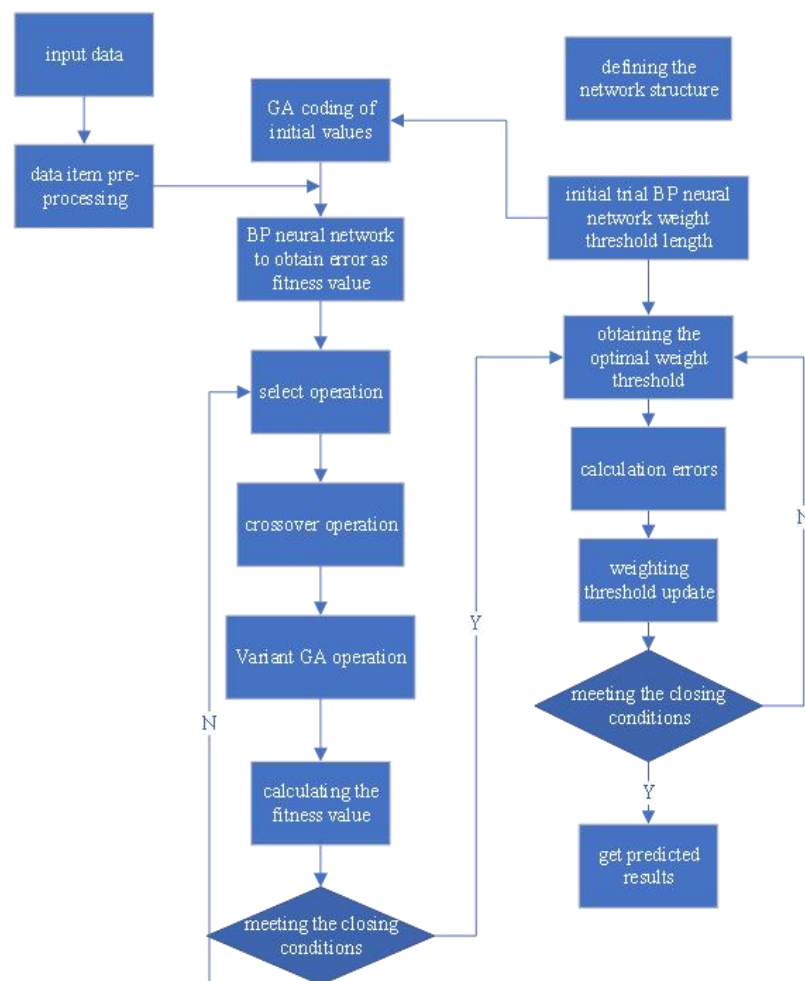 input data
data item pre-
processing
GA coding of
initial values
BP neural network
to obtain error as
fitness value
select operation
crossover operation
Variant GA operation
calculating the
fitness value
meeting the closing
conditions
N
Y
defining the
network structure
initial trial BP neural
network weight
threshold length
obtaining the
optimal weight
threshold
calculation errors
weighting
threshold update
meeting the closing
conditions
N
Y
get predicted
results